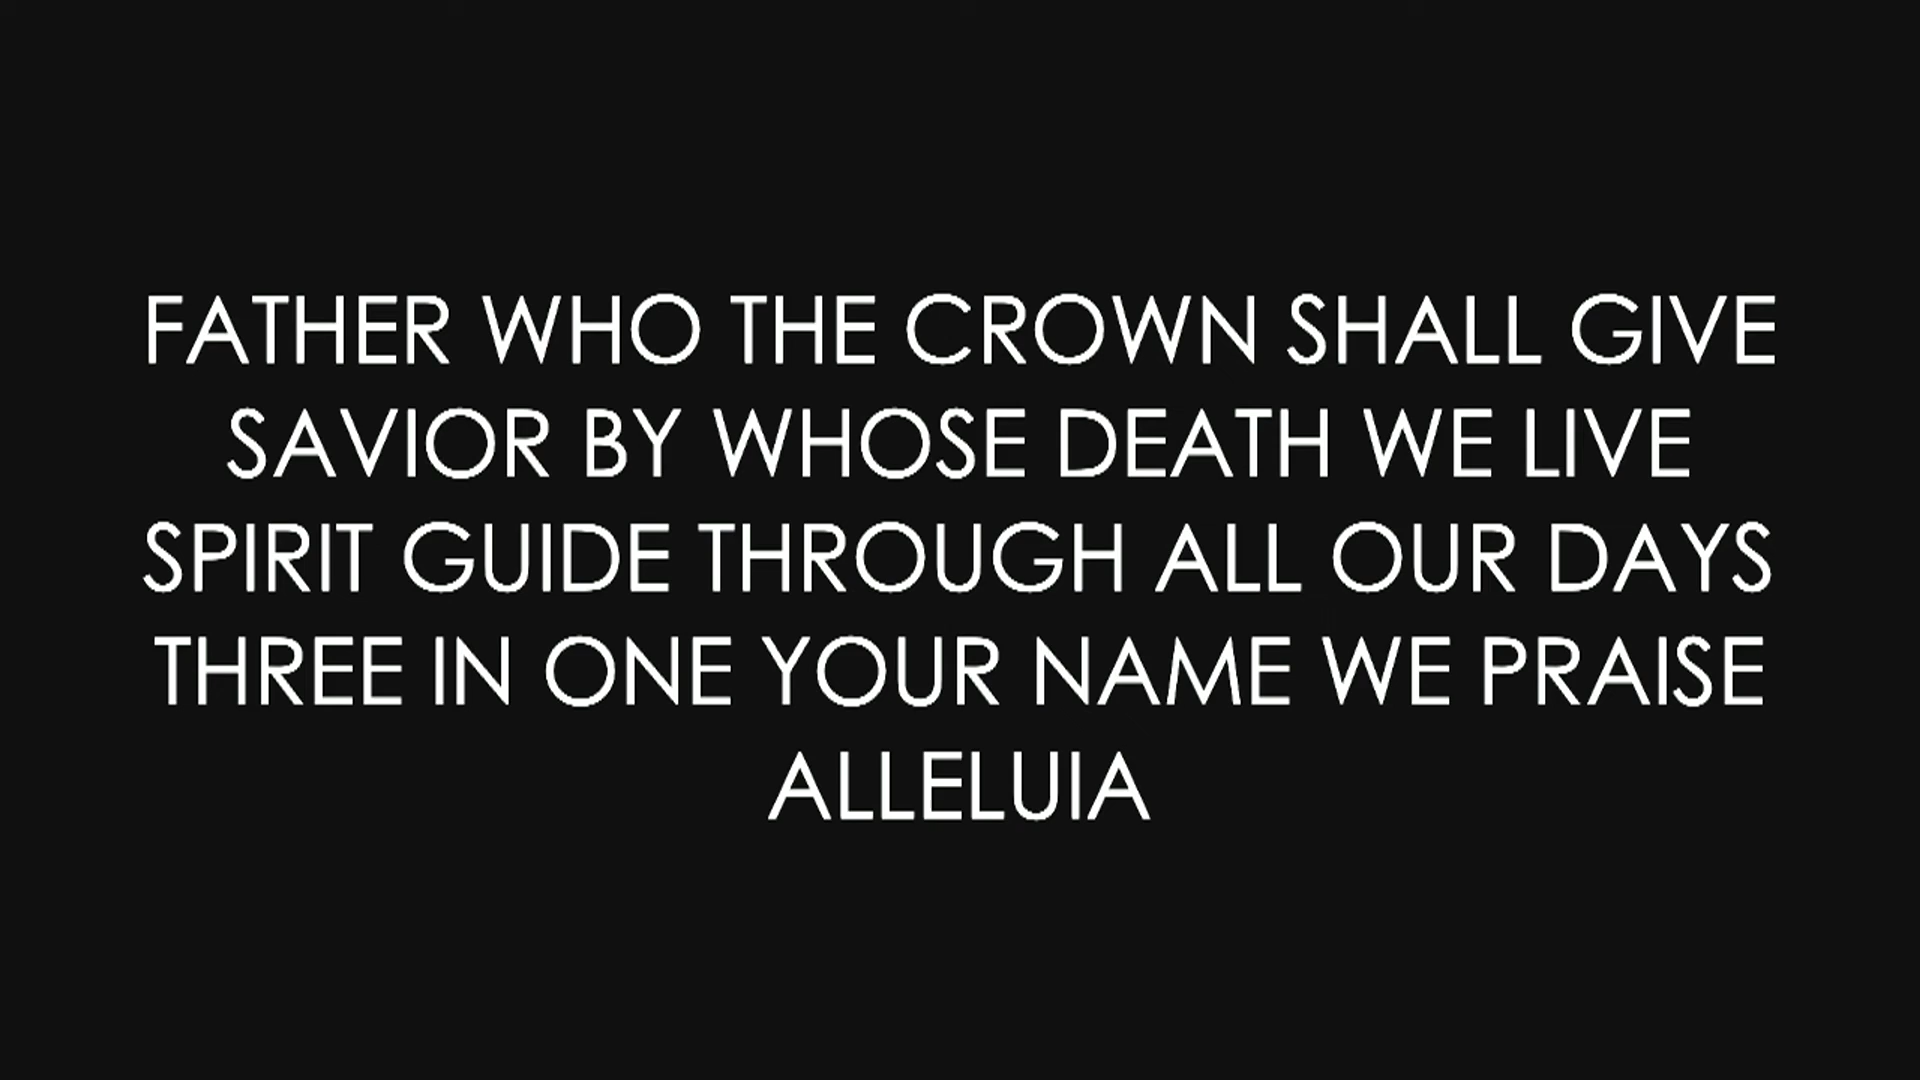 FATHER WHO THE CROWN SHALL GIVE
SAVIOR BY WHOSE DEATH WE LIVE
SPIRIT GUIDE THROUGH ALL OUR DAYS
THREE IN ONE YOUR NAME WE PRAISE
ALLELUIA